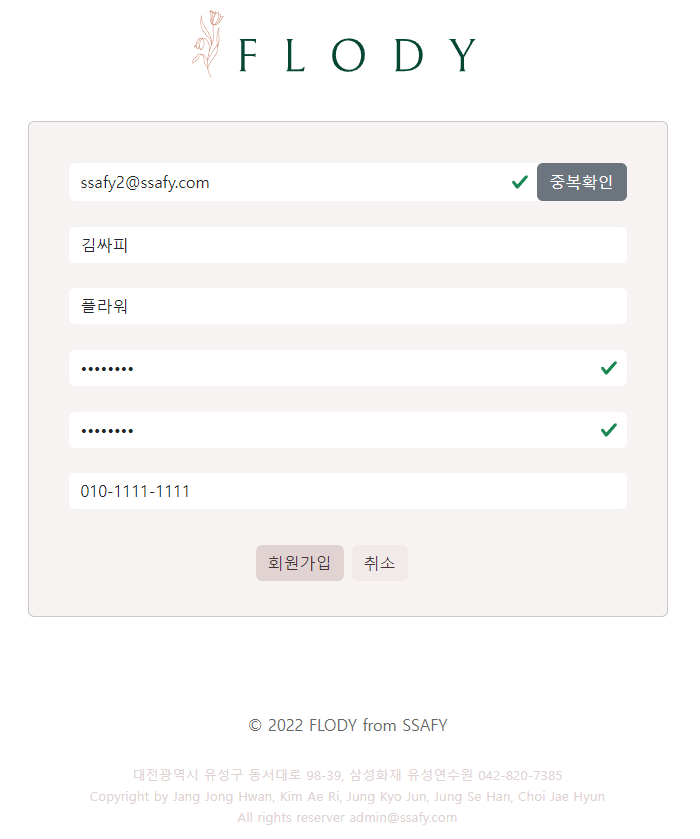 FLODY
ssafy2@ssafy.com 중복확인
김싸피
플라워
••••••••
••••••••
010-1111-1111
회원가입 취소
© 2022 FLODY from SSAFY
대전광역시 유성구 동서대로 98-39, 삼성화재 유성연수원 042-820-7385
Copyright by Jang Jong Hwan, Kim Ae Ri, Jung Kyo Jun, Jung Se Han, Choi Jae Hyun
All rights reserver admin@ssafy.com